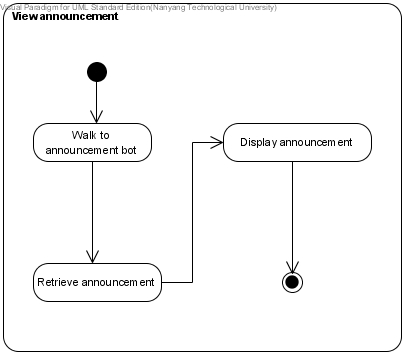 Visual Paradigm for UML Standard Edition(Nanyang Technological University)
View announcement
Walk to
announcement bot
Display announcement
Retrieve announcement